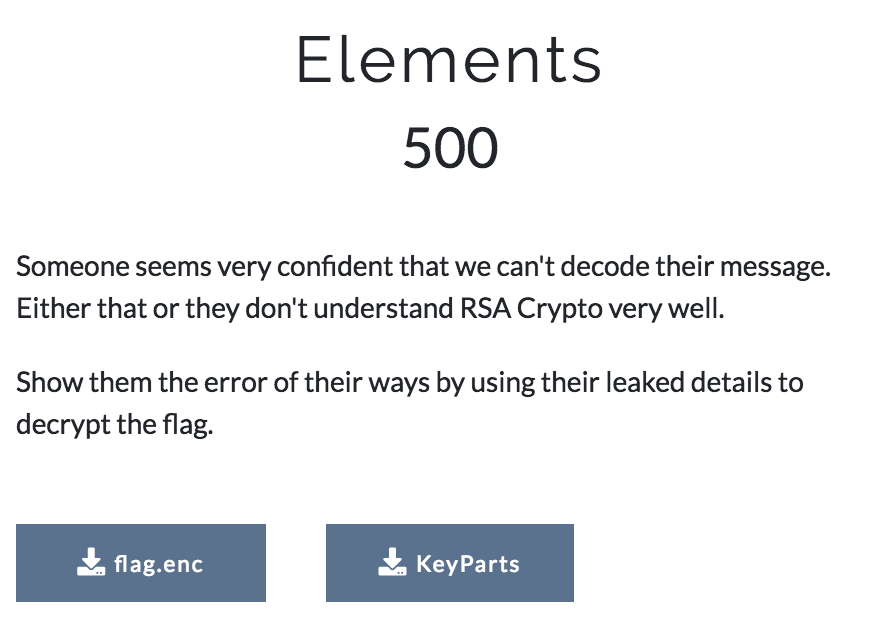 Elements
500
Someone seems very confident that we can't decode their message.
Either that or they don't understand RSA Crypto very well.
Show them the error of their ways by using their leaked details to
decrypt the flag.
flag.enc
KeyParts